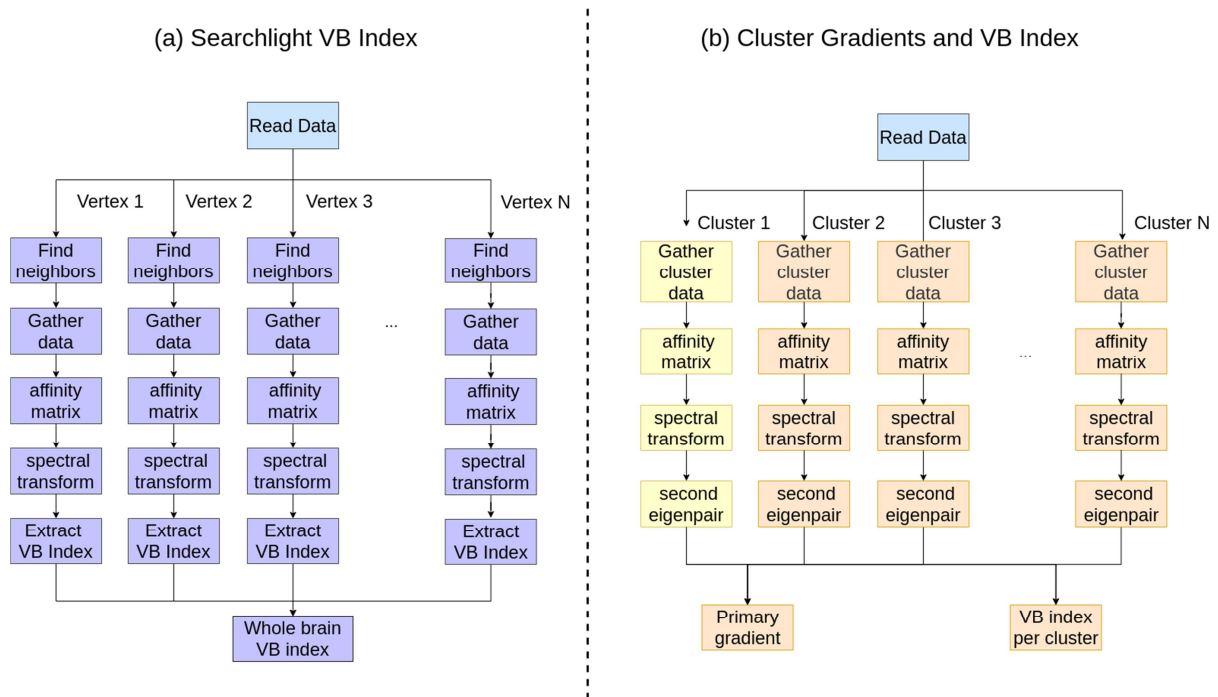 (a) Searchlight VB Index
Read Data
Vertex 1
Vertex 2
Vertex 3
Vertex N
Find
neighbors
Find
neighbors
Find
neighbors
Find
neighbors
Gather
data
Gather
data
Gather
data
...
Gather
data
affinity
matrix
affinity
matrix
affinity
matrix
affinity
matrix
spectral
transform
spectral
transform
spectral
transform
spectral
transform
Extract
VB Index
Extract
VB Index
Extract
VB Index
Extract
VB Index
Whole brain
VB index
(b) Cluster Gradients and VB Index
Read Data
Cluster 1
Cluster 2
Cluster 3
Cluster N
Gather
cluster
data
Gather
cluster
data
Gather
cluster
data
Gather
cluster
data
affinity
matrix
affinity
matrix
affinity
matrix
...
affinity
matrix
spectral
transform
spectral
transform
spectral
transform
spectral
transform
second
eigenpair
second
eigenpair
second
eigenpair
second
eigenpair
Primary
gradient
VB index
per cluster